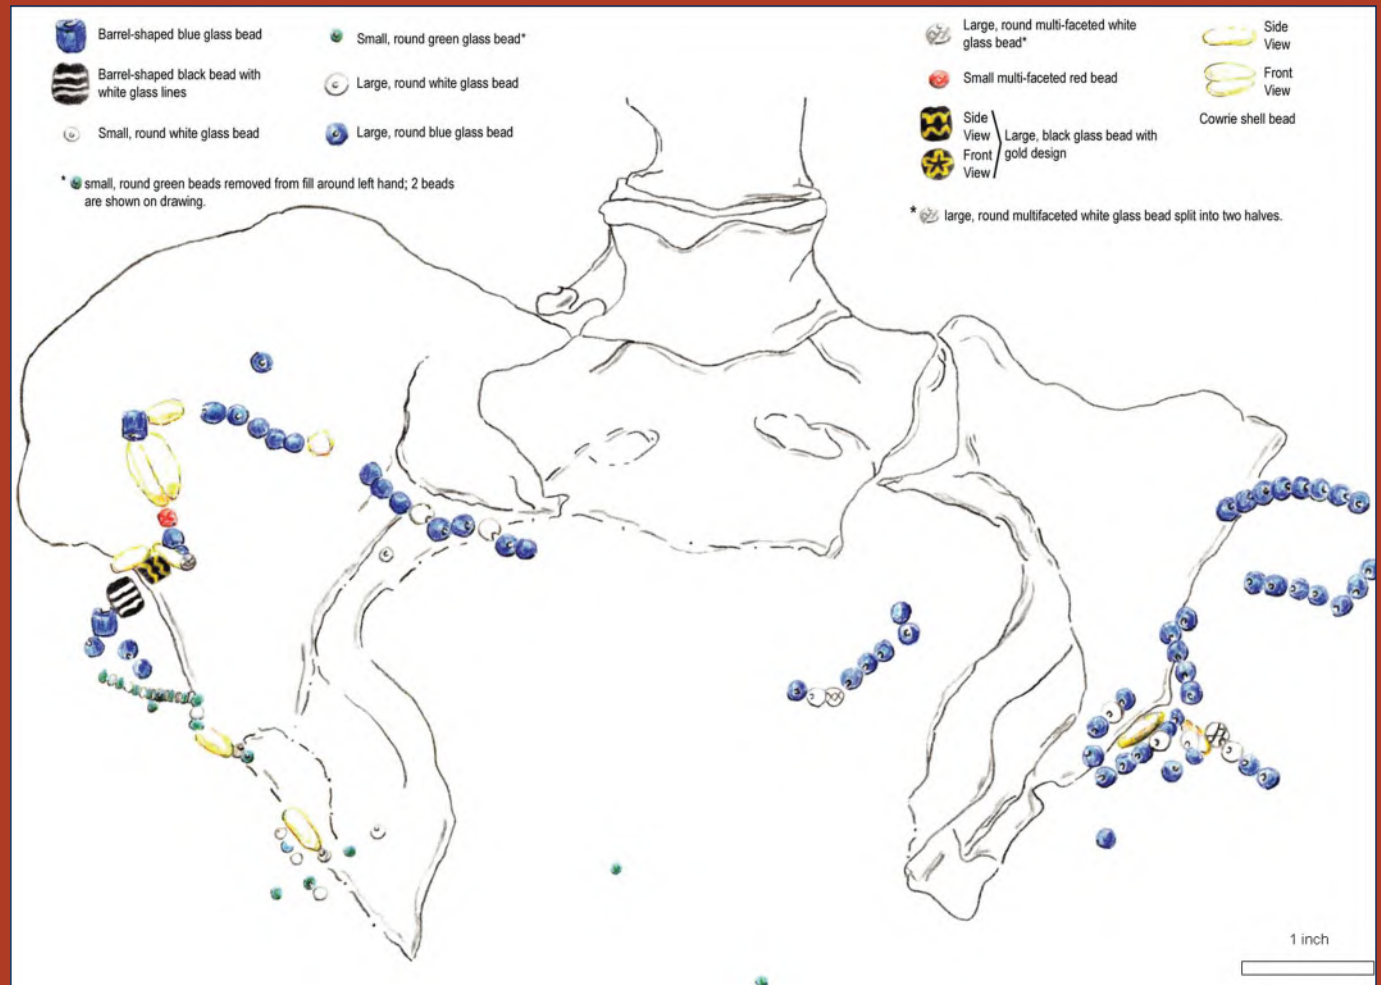 Barrel-shaped blue glass bead
Barrel-shaped black bead with
white glass lines
Small, round white glass bead
Small, round green glass bead*
Large, round white glass bead
Large, round blue glass bead
* small, round green beads removed from fill around left hand; 2 beads
are shown on drawing.
Large, round multi-faceted white
glass bead*
Small multi-faceted red bead
Side
View
Front
View
Large, black glass bead with
gold design
Side
View
Front
View
Cowrie shell bead
* large, round multifaceted white glass bead split into two halves.
1 inch